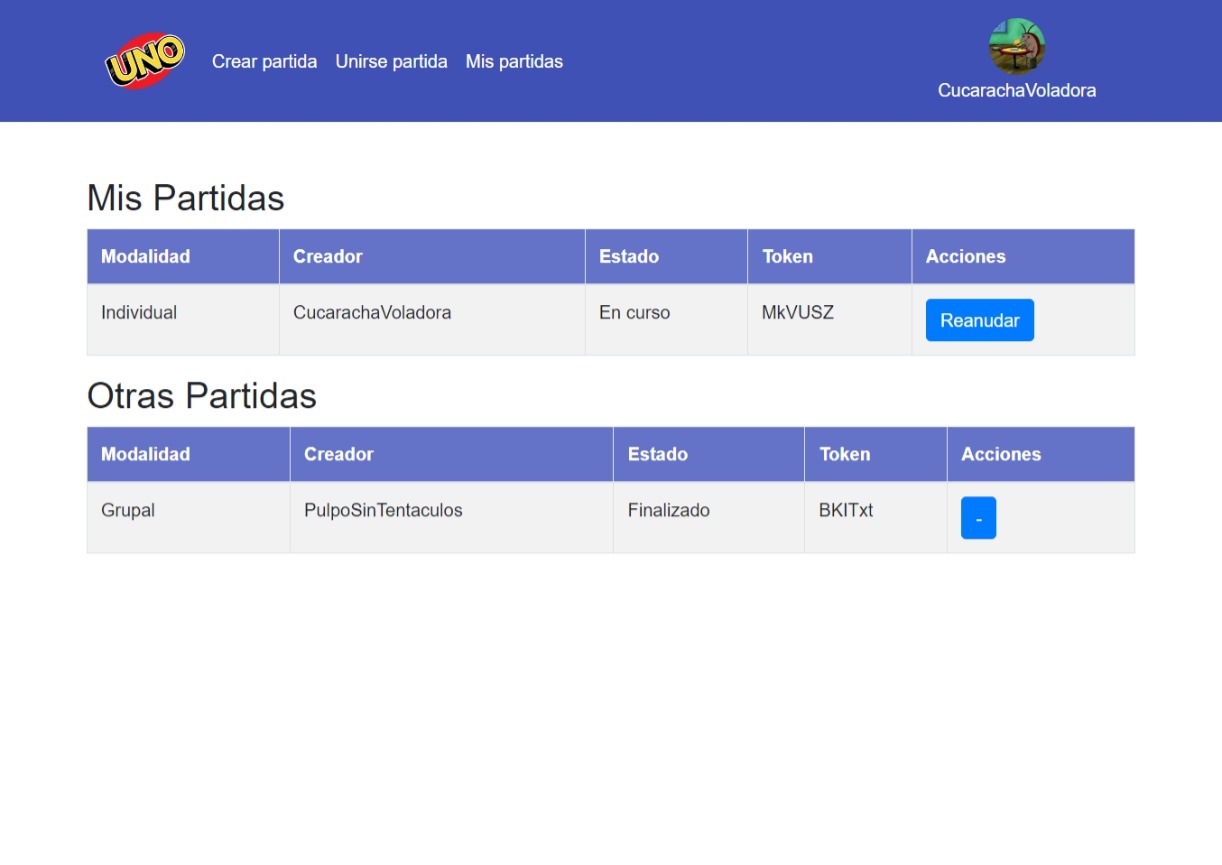 UNO
Crear partida Unirse partida Mis partidas
CucarachaVoladora
Mis Partidas
Modalidad Creador Estado Token Acciones
Individual CucarachaVoladora En curso MkVUSZ Reanudar
Otras Partidas
Modalidad Creador Estado Token Acciones
Grupal PulpoSinTentaculos Finalizado BKITxt -